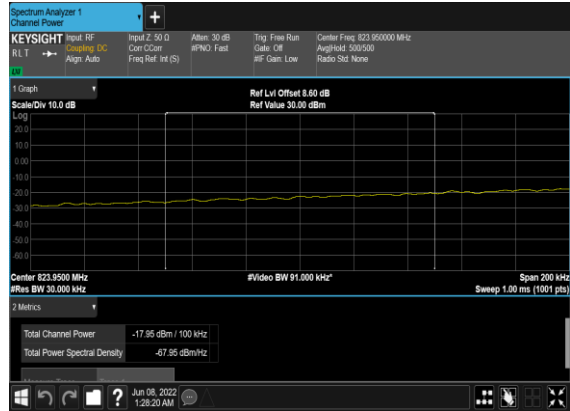 Spectrum Analyzer 1
Channel Power
KEYSIGHT Input: RF Input Z: 50 Ω Atten: 30 dB Trig: Free Run Center Freq: 823.950000 MHz
RLT Coupling: DC Corr CCorr #PNO: Fast Gate: Off Avg|Hold: 500/500
Align: Auto Freq Ref: Int (S) #IF Gain: Low Radio Std: None
1 Graph
Ref Lvl Offset 8.60 dB
Scale/Div 10.0 dB Ref Value 30.00 dBm
Log
20.0
10.0
0.00
-10.0
-20.0
-30.0
-40.0
-50.0
-60.0
Center 823.9500 MHz #Video BW 91.000 kHz* Span 200 kHz
#Res BW 30.000 kHz Sweep 1.00 ms (1001 pts)
2 Metrics
Total Channel Power -17.95 dBm / 100 kHz
Total Power Spectral Density -67.95 dBm/Hz
?
Jun 08, 2022
1:28:20 AM